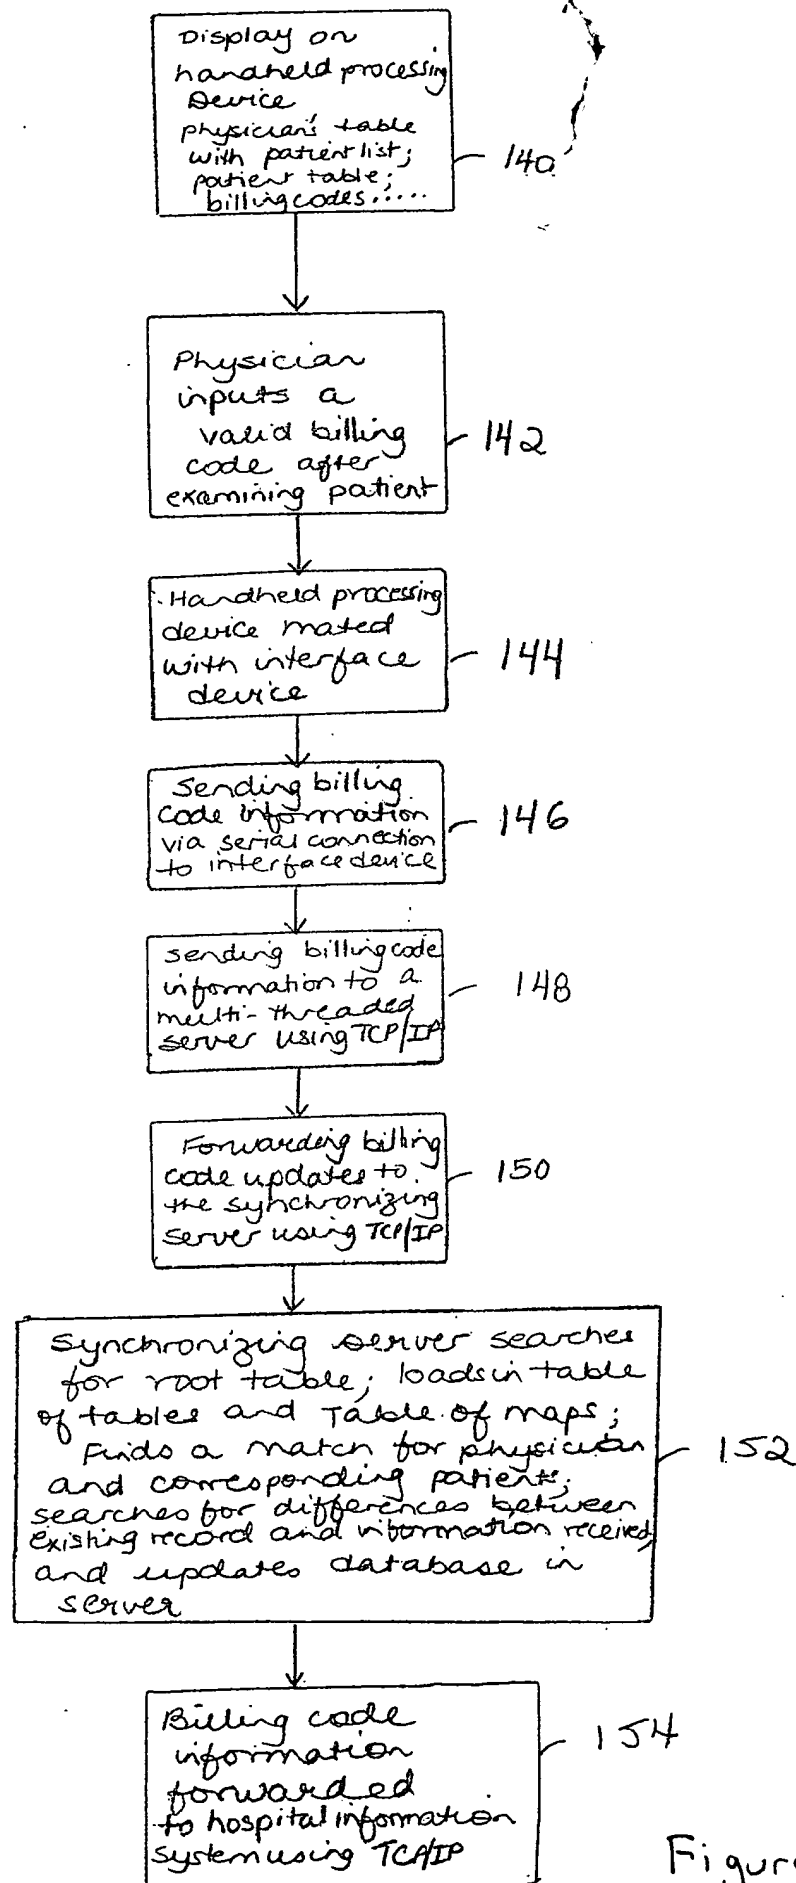 Display on
handheld processing
Device
physician's table
with patient list;
patient table;
billing codes.....
140
Physician
inputs a
valid billing
code after
examining patient
142
Handheld processing
device mated
with interface
device
144
Sending billing
code information
via serial connection
to interface device
146
sending billing code
information to a
multi-threaded
server using TCP/IP
148
Forwarding billing
code updates to
the synchronizing
server using TCP/IP
150
Synchronizing server searches
for root table; loads in table
of tables and Table of maps;
Finds a match for physician
and corresponding patients;
searches for differences between
existing record and information received,
and updates database in
server
152
Billing code
information
forwarded
to hospital information
system using TCP/IP
154
Figure